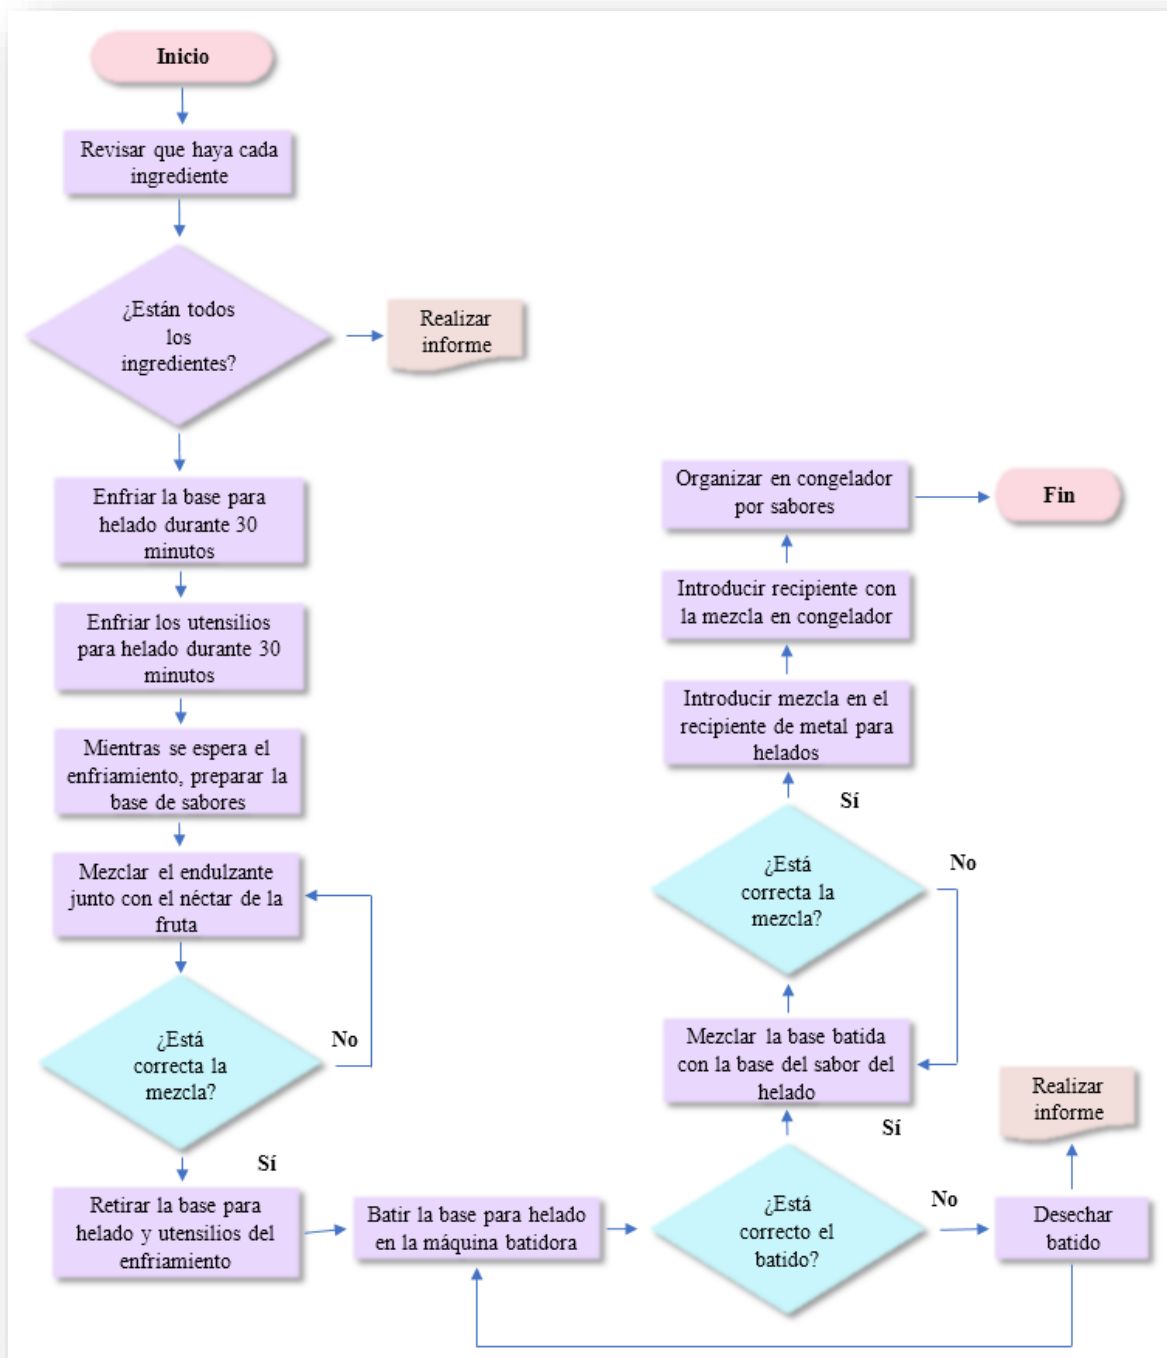 Inicio
Revisar que haya cada
ingrediente
¿Están todos
los
ingredientes?
Realizar
informe
Enfriar la base para
helado durante 30
minutos
Enfriar los utensilios
para helado durante 30
minutos
Mientras se espera el
enfriamiento, preparar la
base de sabores
Mezclar el endulzante
junto con el néctar de la
fruta
¿Está
correcta la
mezcla?
No
Sí
Retirar la base para
helado y utensilios del
enfriamiento
Batir la base para helado
en la máquina batidora
¿Está
correcto el
batido?
No
Desechar
batido
Realizar
informe
Sí
Mezclar la base batida
con la base del sabor del
helado
¿Está
correcta la
mezcla?
No
Sí
Introducir mezcla en el
recipiente de metal para
helados
Introducir recipiente con
la mezcla en congelador
Organizar en congelador
por sabores
Fin